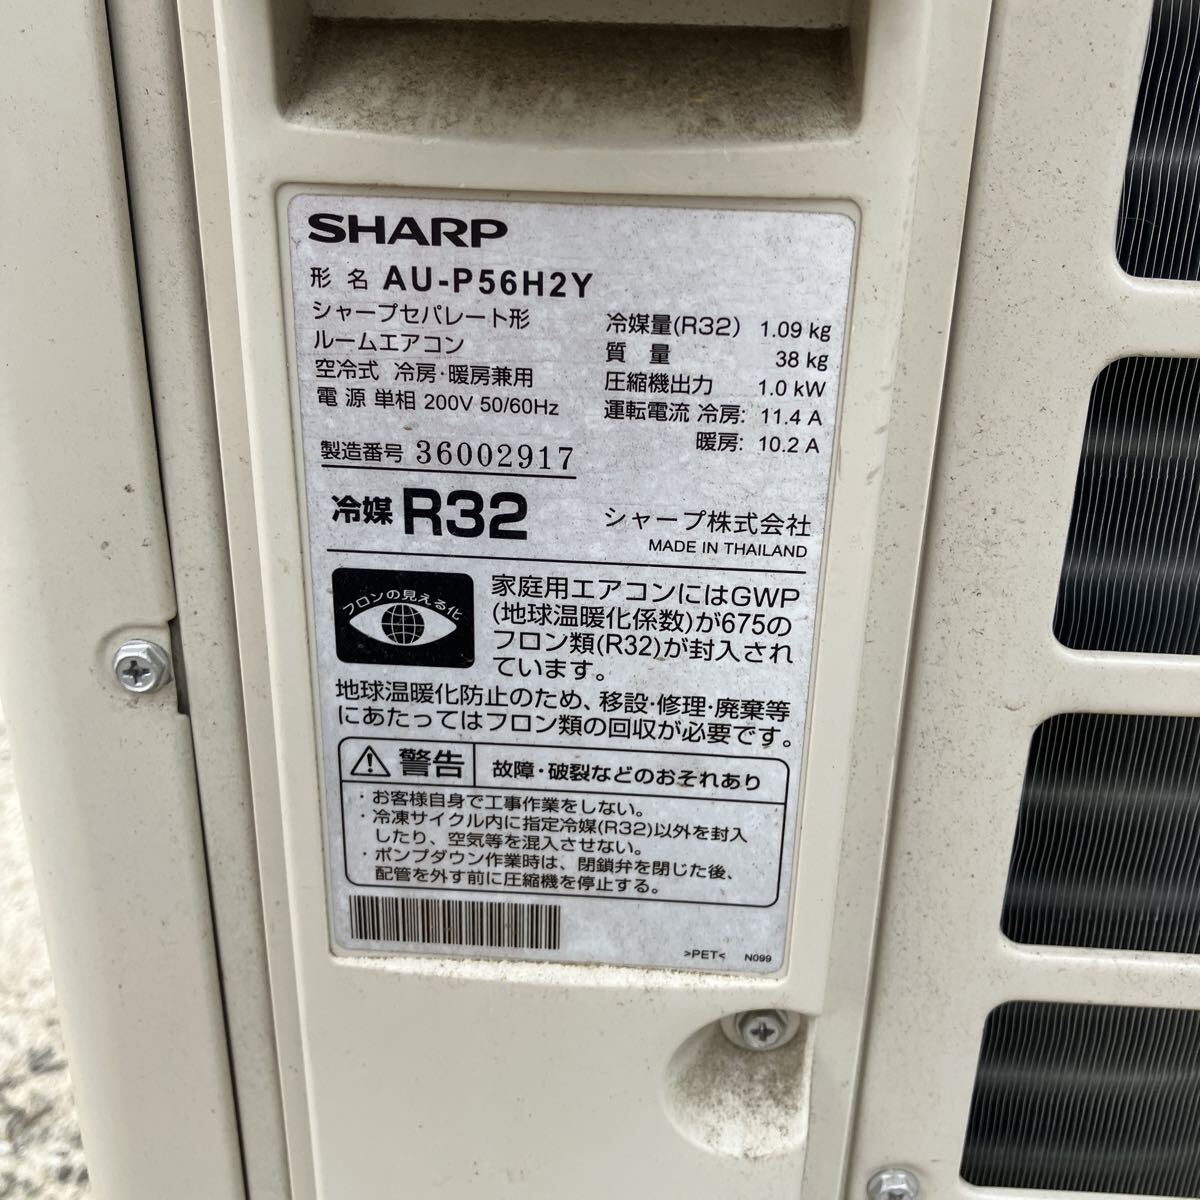 SHARP
形 名 AU-P56H2Y
シャープセパレート形
ルームエアコン
空冷式 冷房・暖房兼用
電 源 単相 200V 50/60Hz
冷媒量(R32) 1.09 kg
質 量 38 kg
圧縮機出力 1.0 kW
運転電流 冷房: 11.4 A
暖房: 10.2 A
製造番号 36002917
冷媒 R32
シャープ株式会社
MADE IN THAILAND
フロンの見える化
家庭用エアコンにはGWP
(地球温暖化係数)が675の
フロン類(R32)が封入され
ています。
地球温暖化防止のため、移設・修理・廃棄等
にあたってはフロン類の回収が必要です。
警告 故障・破裂などのおそれあり
・お客様自身で工事作業をしない。
・冷凍サイクル内に指定冷媒(R32)以外を封入
したり、空気等を混入させない。
・ポンプダウン作業時は、閉鎖弁を閉じた後、
配管を外す前に圧縮機を停止する。
>PET< N099